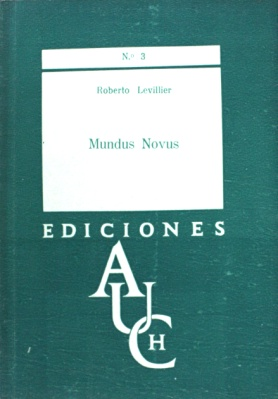 N.º 3
Roberto Levillier
Mundus Novus
EDICIONES
AUCH